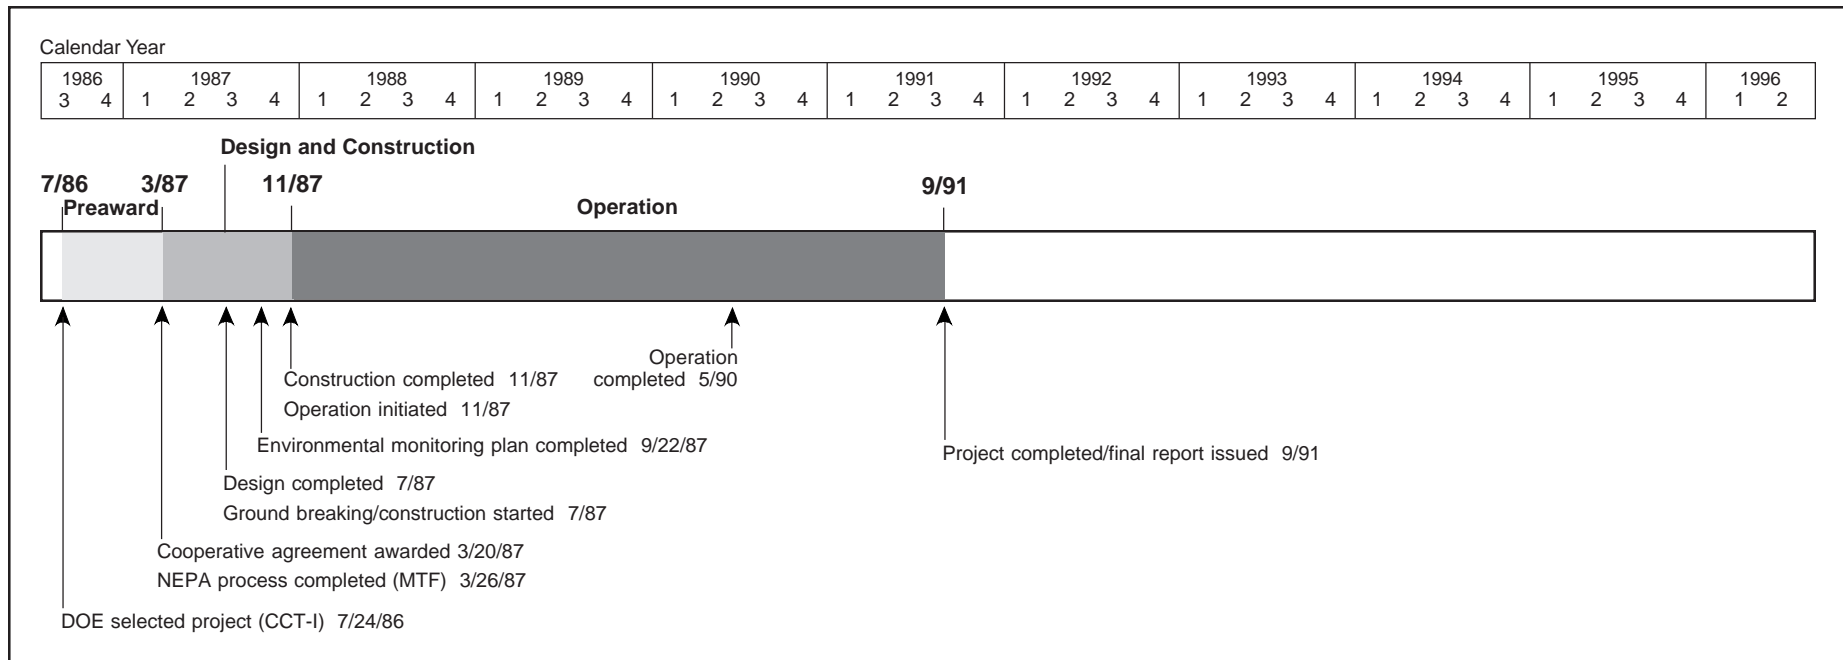 Calendar Year
1986 1987 1988 1989 1990 1991 1992 1993 1994 1995 1996
3 4 1 2 3 4 1 2 3 4 1 2 3 4 1 2 3 4 1 2 3 4 1 2 3 4 1 2 3 4 1 2 3 4 1 2 3 4 1 2
Design and Construction
7/86 3/87 11/87 9/91
Preaward Operation
Operation
Construction completed 11/87 completed 5/90
Operation initiated 11/87
Environmental monitoring plan completed 9/22/87
Project completed/final report issued 9/91
Design completed 7/87
Ground breaking/construction started 7/87
Cooperative agreement awarded 3/20/87
NEPA process completed (MTF) 3/26/87
DOE selected project (CCT-I) 7/24/86